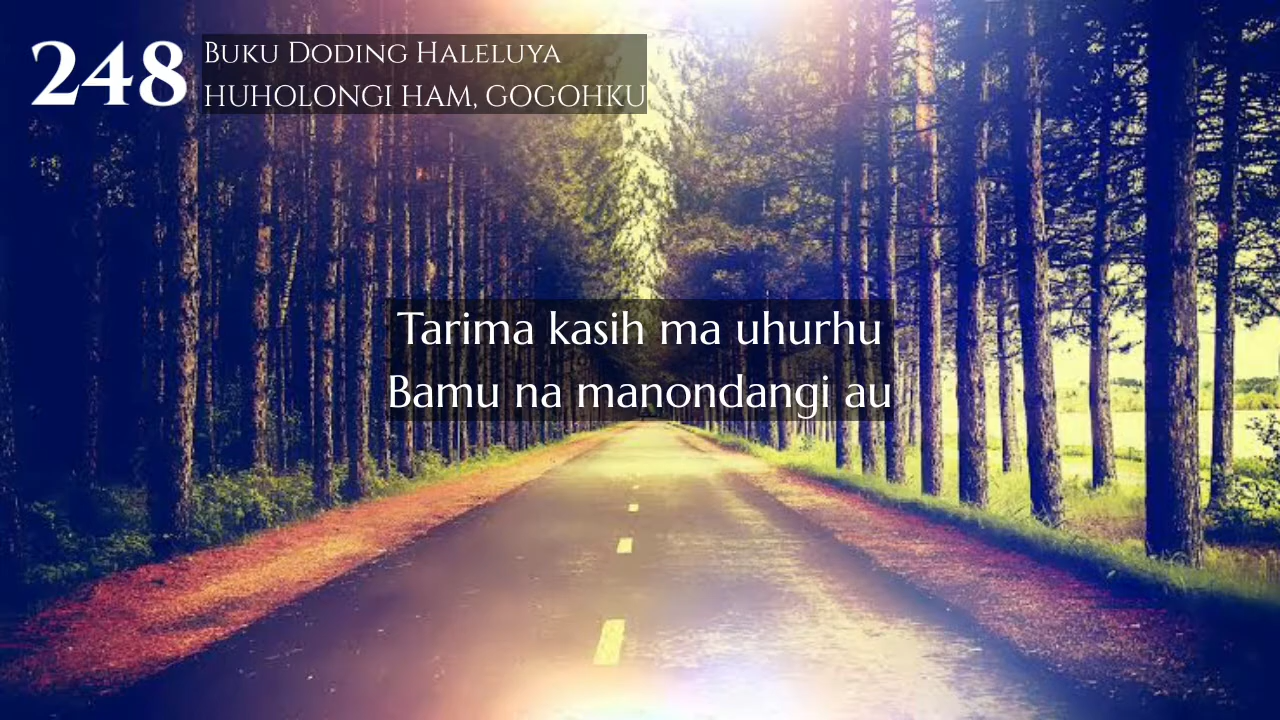 248
Buku Doding Haleluya
HUHOLONGI HAM, GOGOHKU
Tarima kasih ma uhurhu
Bamu na manondangi au